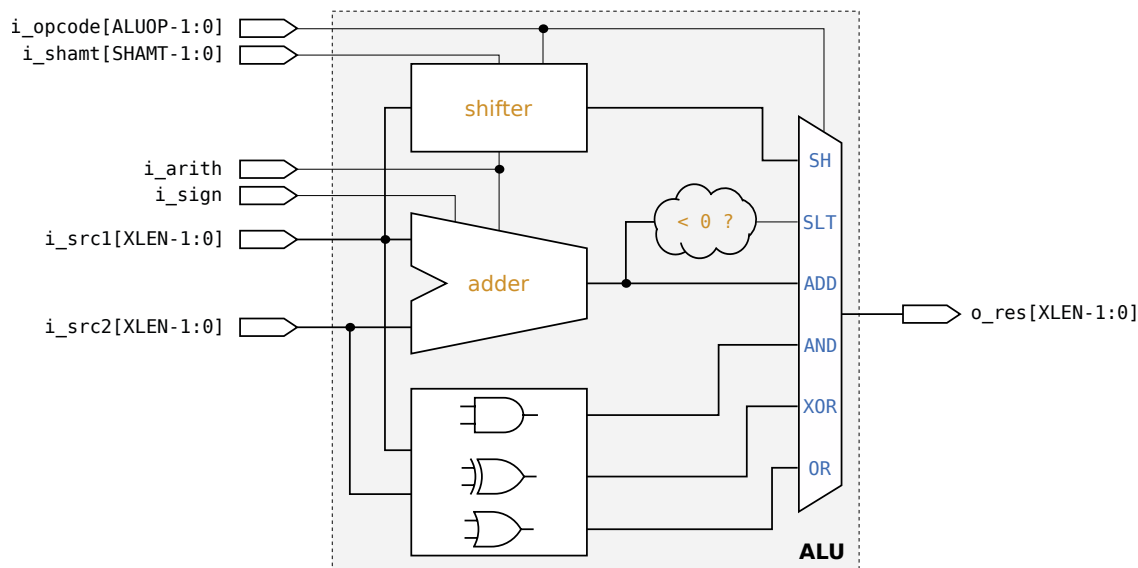 i_opcode[ALUOP-1:0]
i_shamt[SHAMT-1:0]
shifter
i_arith
SH
i_sign
< 0 ?
SLT
i_src1[XLEN-1:0]
adder
ADD
o_res[XLEN-1:0]
i_src2[XLEN-1:0]
AND
XOR
OR
ALU